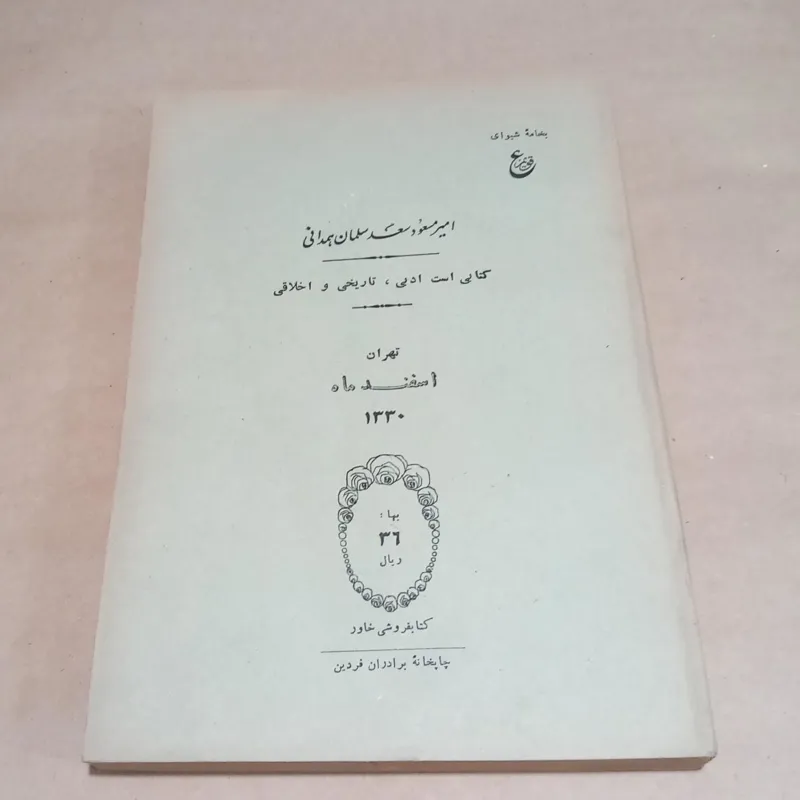 بخامهٔ شیوای
ع قویم
امیر مسعود سعد سلمان همدانی
کتابی است ادبی ، تاریخی و اخلاقی
تهران
اسفند ماه
۱۳۳۰
بها :
۳۶
ریال
کتابفروشی خاور
چاپخانهٔ برادران فردین